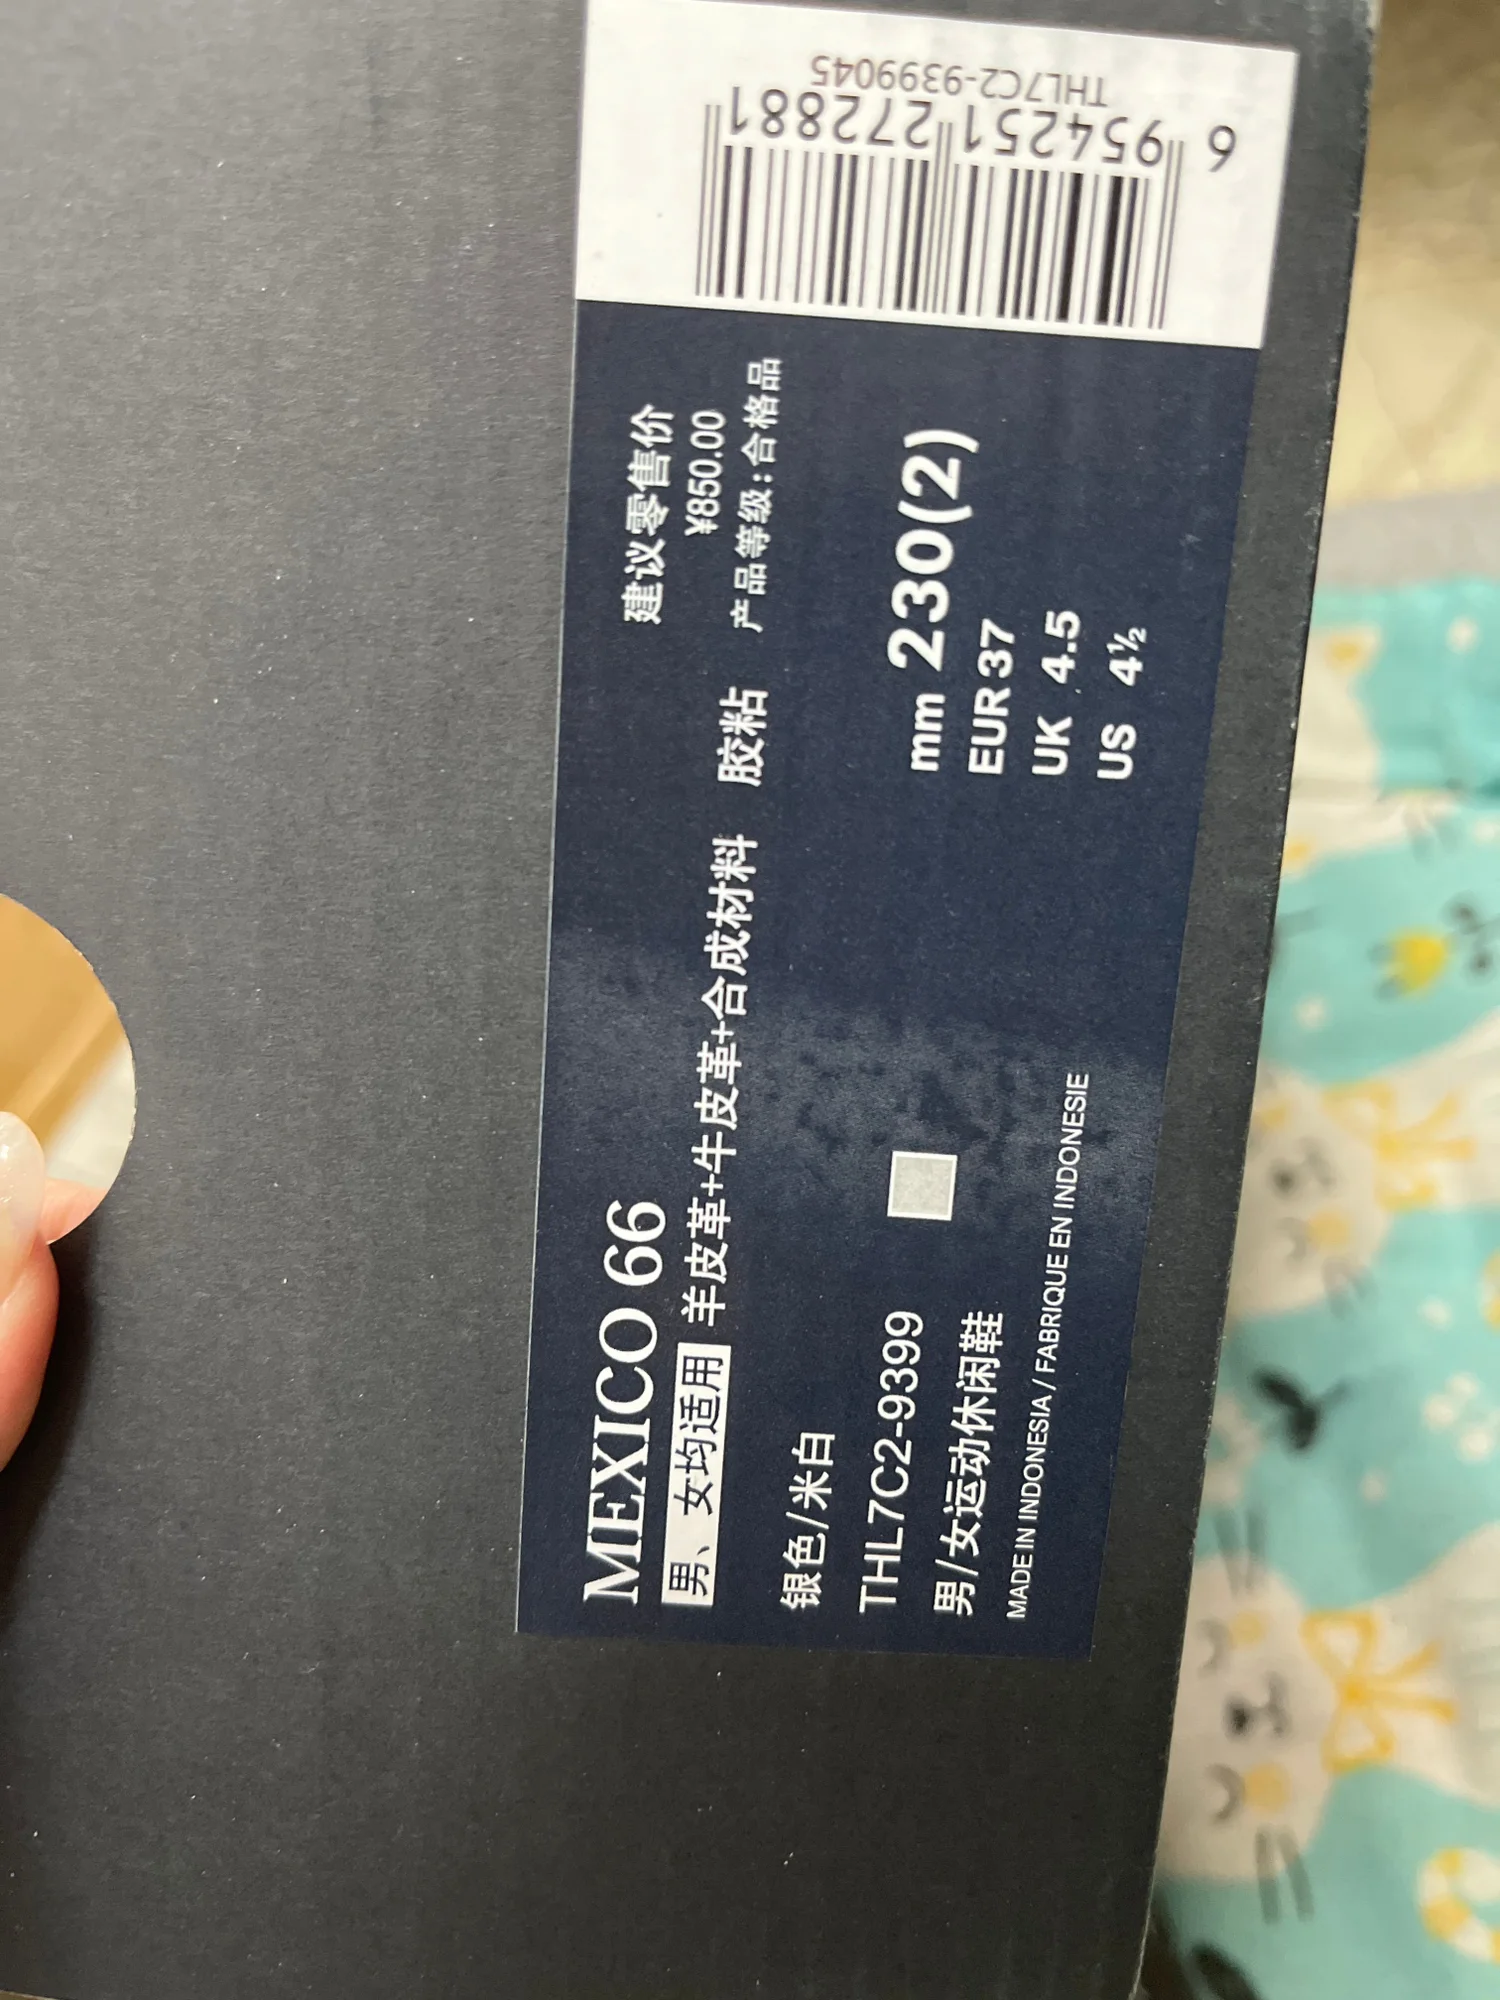 MEXICO 66
男、女均适用 羊皮革+牛皮革+合成材料 胶粘
建议零售价
¥850.00
产品等级:合格品
银色/米白
THL7C2-9399
男/女运动休闲鞋
MADE IN INDONESIA / FABRIQUE EN INDONESIE
mm 230(2)
EUR 37
UK 4.5
US 4½
6 954251 272881
THL7C2-9399045